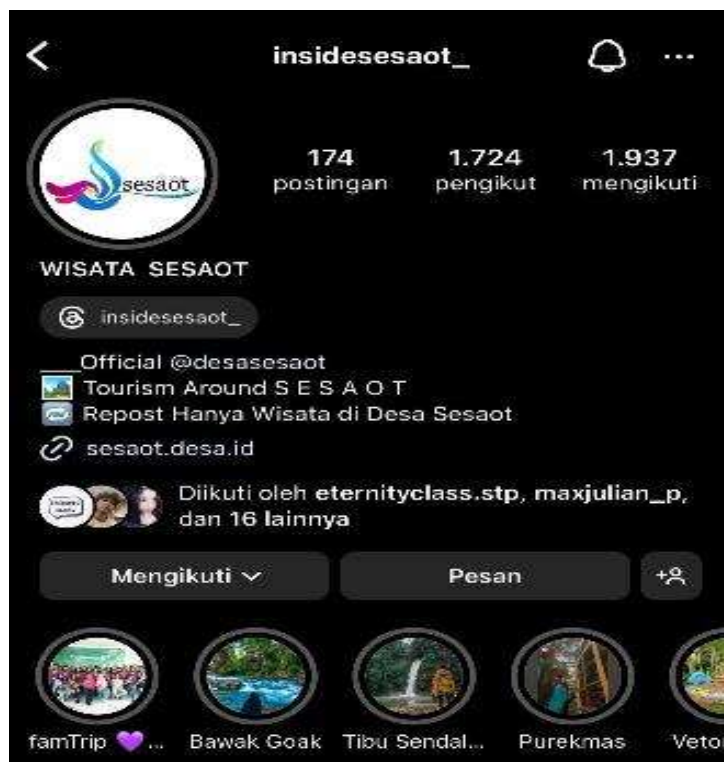 insidesesaot_
sesaot
174 1.724 1.937
postingan pengikut mengikuti
WISATA SESAOT
insidesesaot_
___Official @desasesaot
Tourism Around S E S A O T
Repost Hanya Wisata di Desa Sesaot
sesaot.desa.id
Diikuti oleh eternityclass.stp, maxjulian_p,
dan 16 lainnya
Mengikuti Pesan
famTrip 💜... Bawak Goak Tibu Sendal... Purekmas Veto